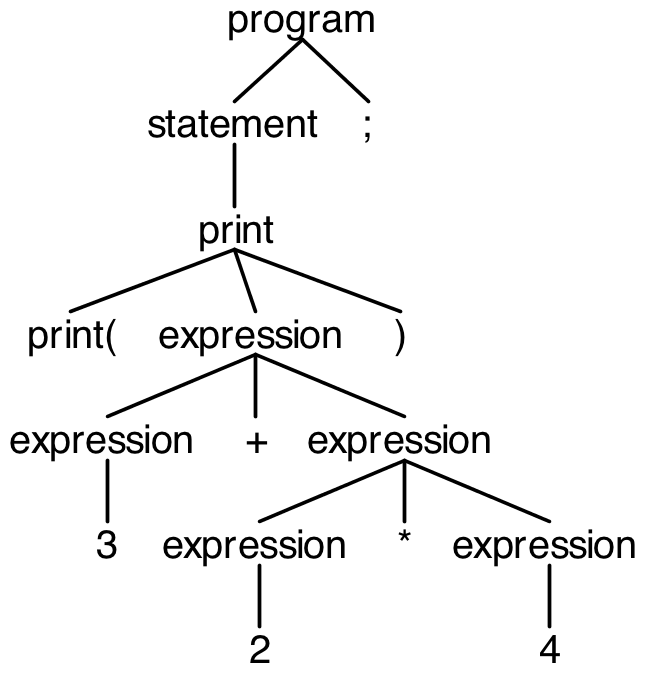 program
statement ;
print
print( expression )
expression + expression
3 expression * expression
2 4